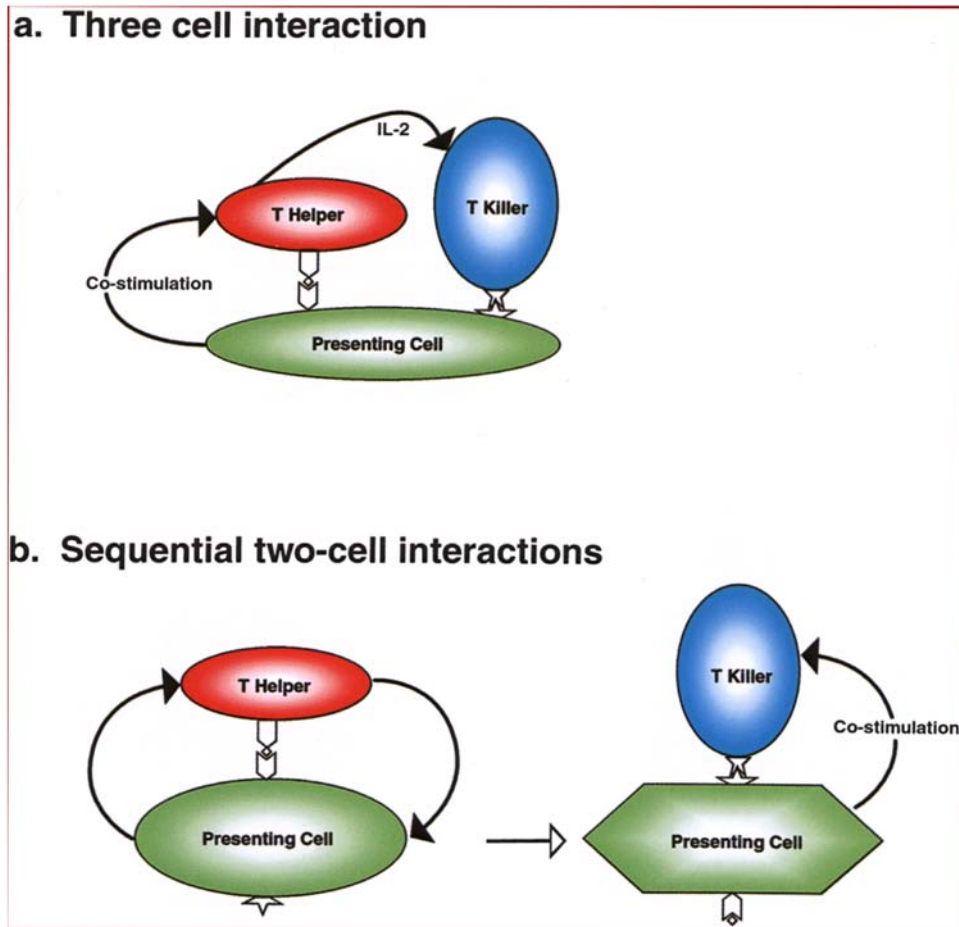 a. Three cell interaction
IL-2
T Helper
T Killer
Co-stimulation
Presenting Cell
b. Sequential two-cell interactions
T Helper
T Killer
Co-stimulation
Presenting Cell
Presenting Cell